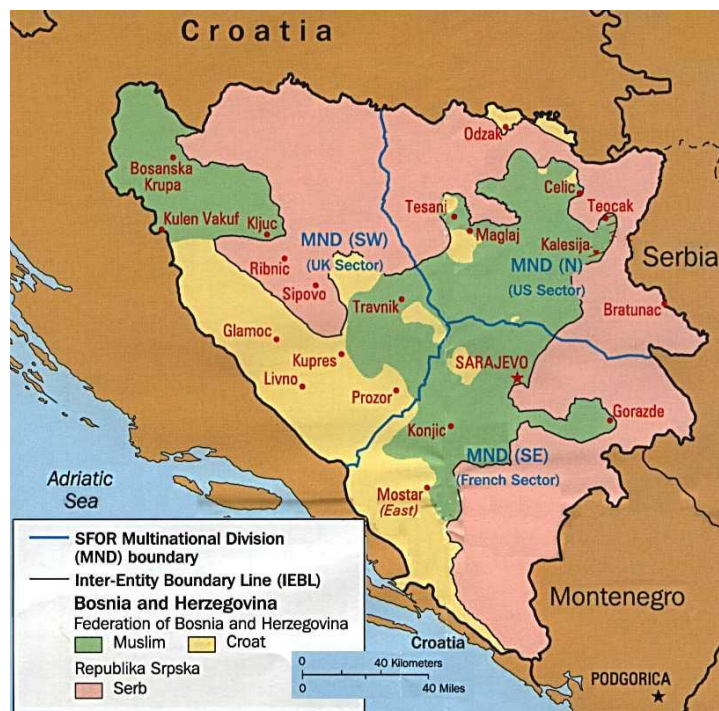 Croatia
Odzak
Bosanska
Krupa
Celic
Tesanj
Teocak
Kulen Vakuf
Kljuc
MND (SW)
(UK Sector)
Maglaj
Kalesija
Serbia
Ribnic
MND (N)
(US Sector)
Sipovo
Travnik
Bratunac
Glamoc
Kupres
SARAJEVO
Livno
Prozor
Gorazde
Konjic
MND (SE)
(French Sector)
Adriatic
Sea
Mostar
(East)
SFOR Multinational Division
(MND) boundary
Inter-Entity Boundary Line (IEBL)
Bosnia and Herzegovina
Federation of Bosnia and Herzegovina
Muslim Croat
Republika Srpska
Serb
Montenegro
Croatia
0 40 Kilometers
0 40 Miles
PODGORICA